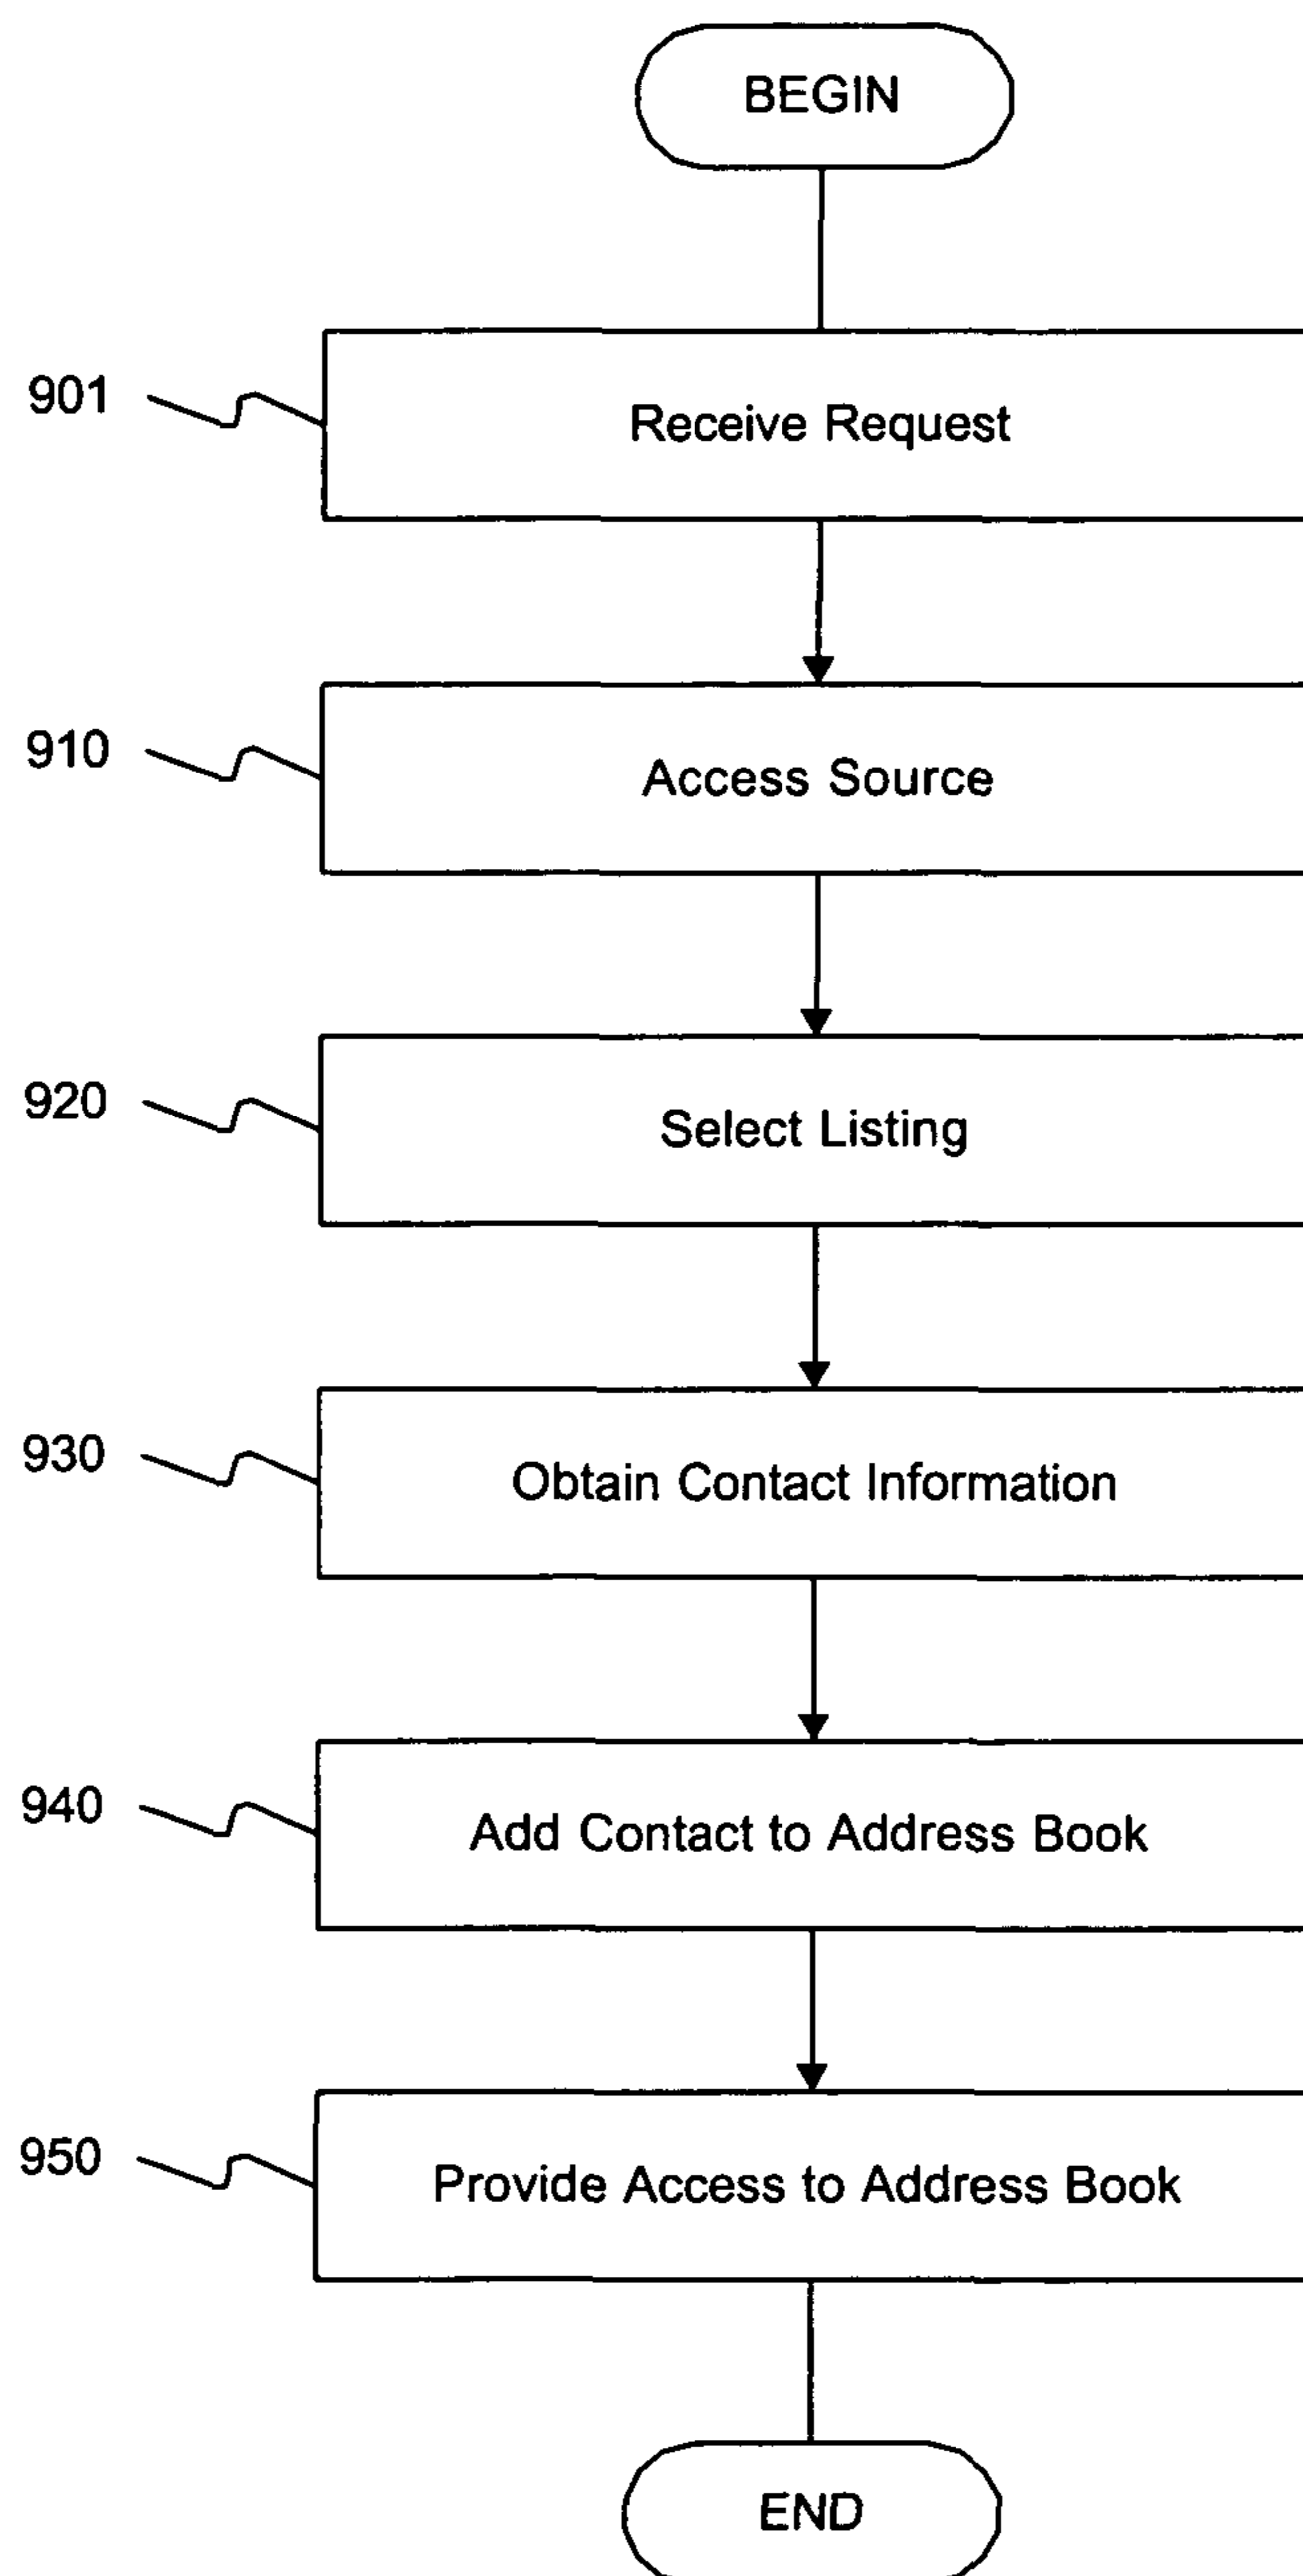 BEGIN
901
Receive Request
910
Access Source
920
Select Listing
930
Obtain Contact Information
940
Add Contact to Address Book
950
Provide Access to Address Book
END